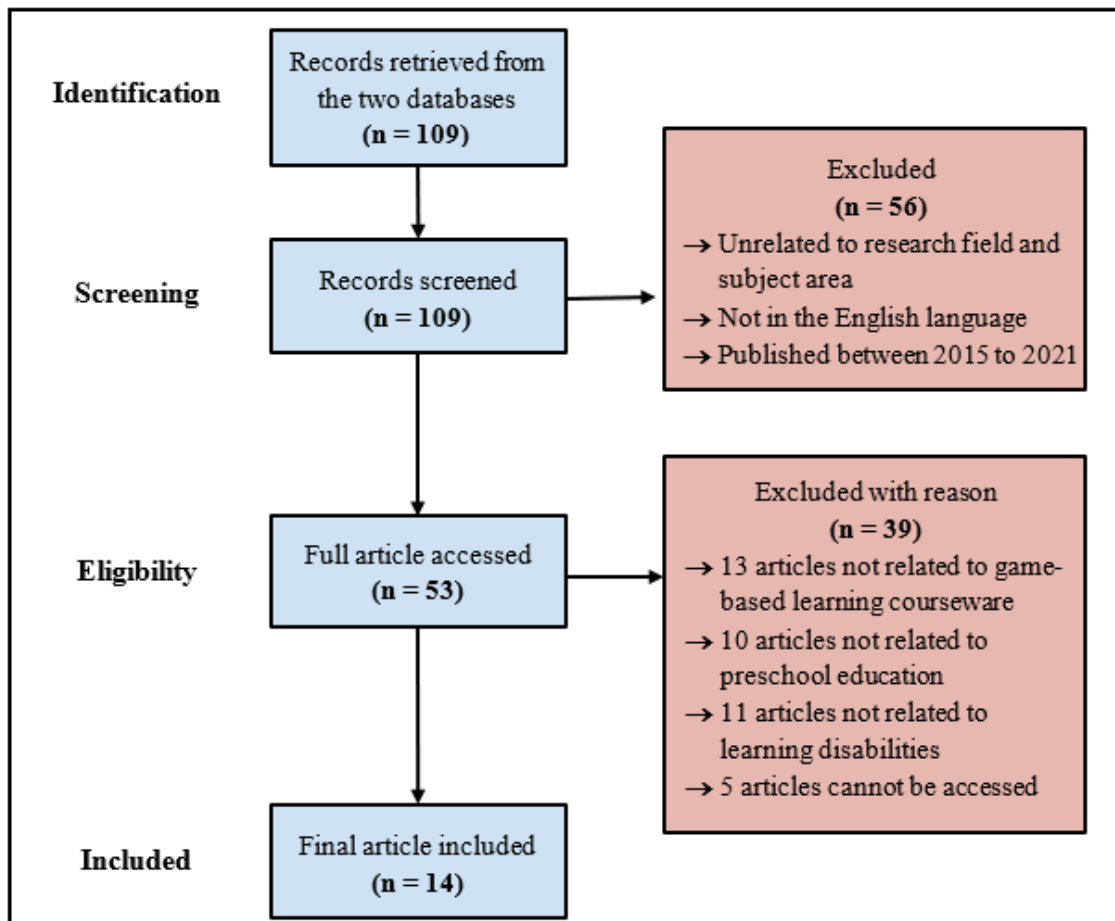 Identification
Records retrieved from
the two databases
(n = 109)
Screening
Records screened
(n = 109)
Excluded
(n = 56)
→ Unrelated to research field and
subject area
→ Not in the English language
→ Published between 2015 to 2021
Eligibility
Full article accessed
(n = 53)
Excluded with reason
(n = 39)
→ 13 articles not related to game-
based learning courseware
→ 10 articles not related to
preschool education
→ 11 articles not related to
learning disabilities
→ 5 articles cannot be accessed
Included
Final article included
(n = 14)